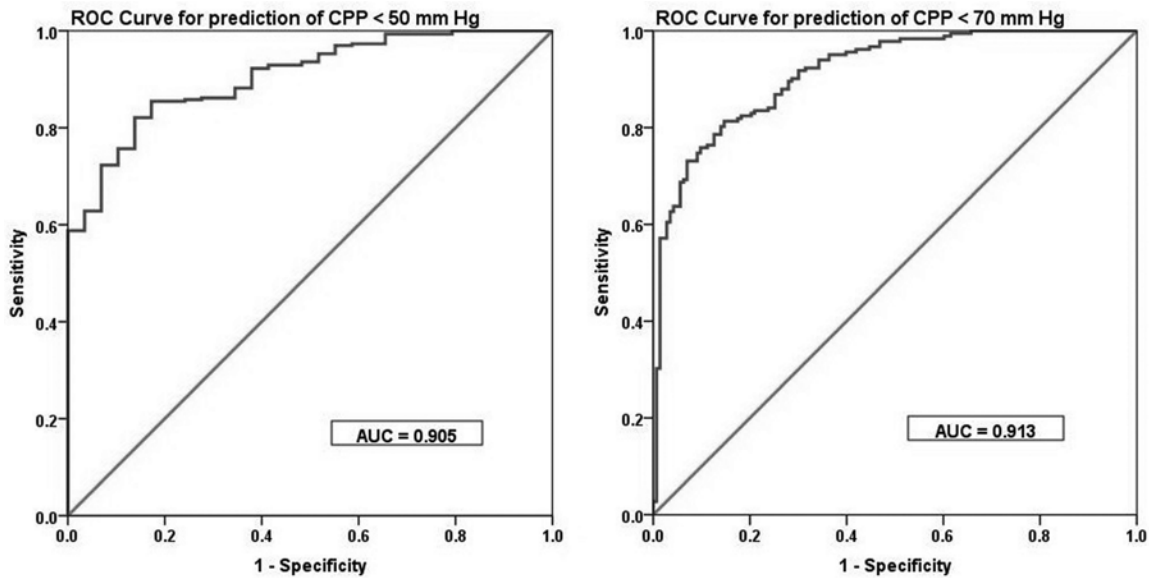 ROC Curve for prediction of CPP < 50 mm Hg
1.0
0.8
0.6
0.4
0.2
0.0
Sensitivity
0.0 0.2 0.4 0.6 0.8 1.0
1 - Specificity
AUC = 0.905
ROC Curve for prediction of CPP < 70 mm Hg
1.0
0.8
0.6
0.4
0.2
0.0
Sensitivity
0.0 0.2 0.4 0.6 0.8 1.0
1 - Specificity
AUC = 0.913